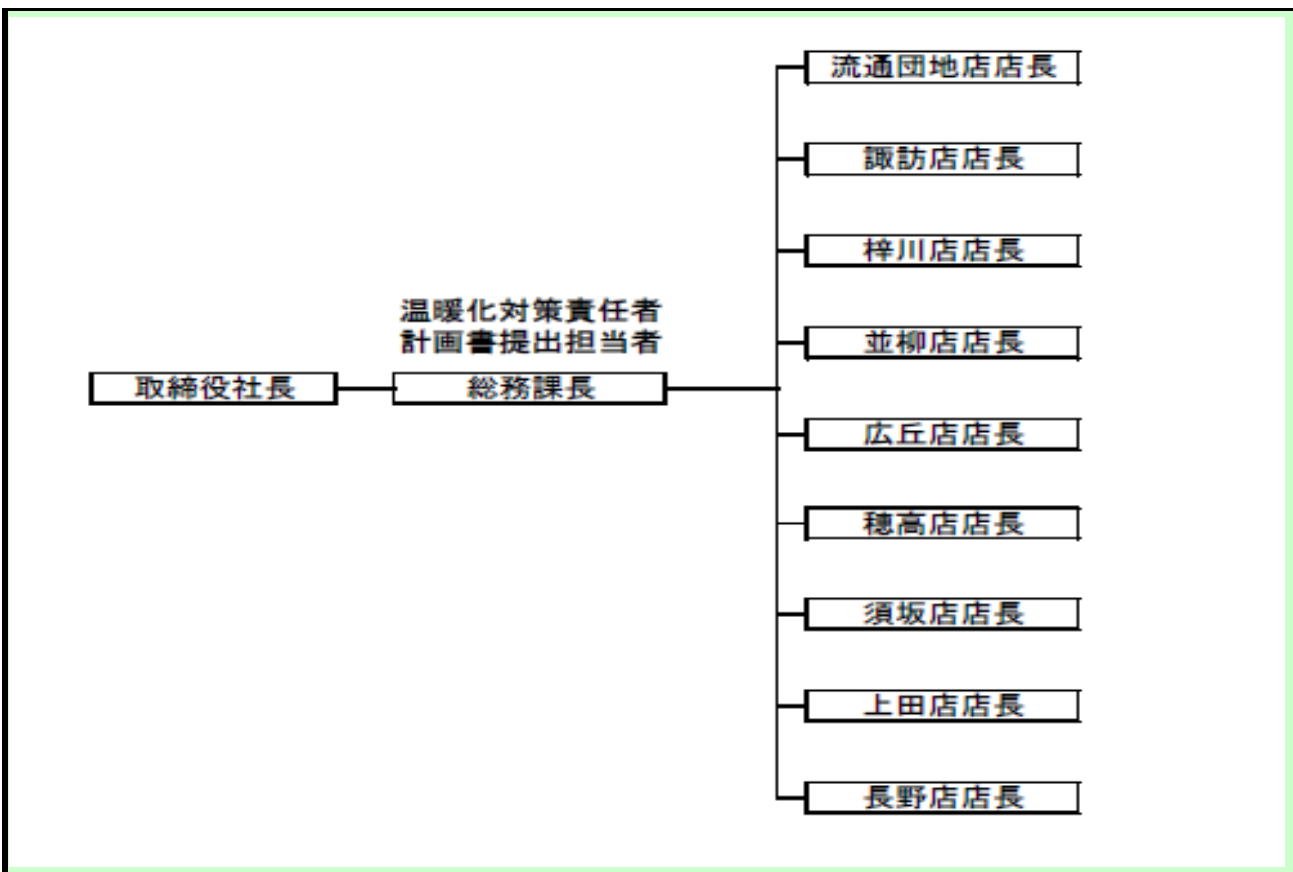 流通団地店店長
諏訪店店長
梓川店店長
温暖化対策責任者
計画書提出担当者
並柳店店長
取締役社長
総務課長
広丘店店長
穂高店店長
須坂店店長
上田店店長
長野店店長